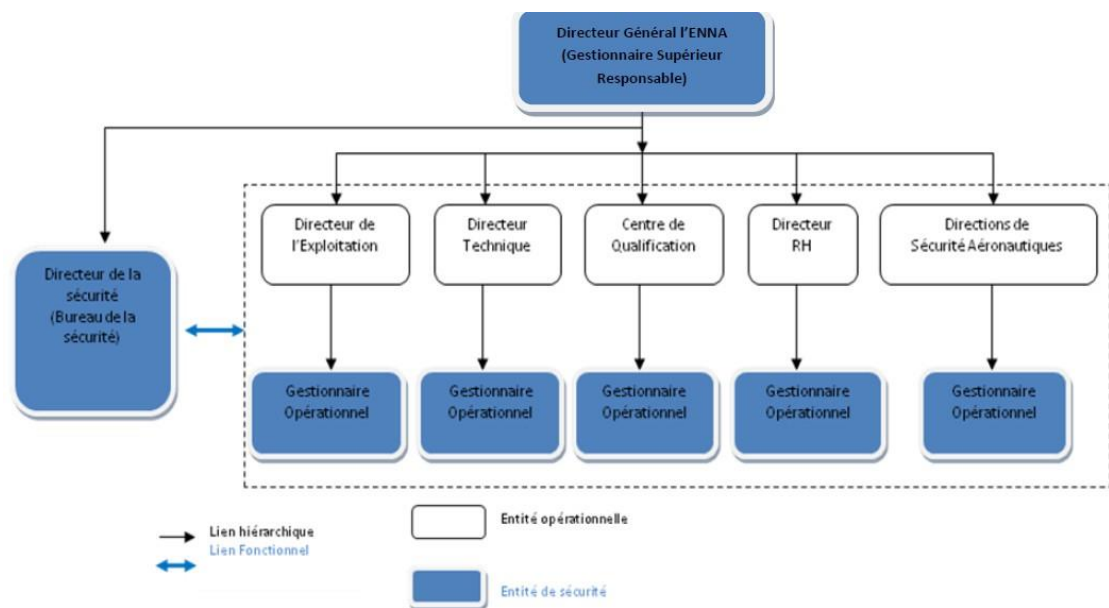 Directeur Général l'ENNA
(Gestionnaire Supérieur
Responsable)
Directeur de
l'Exploitation
Directeur
Technique
Centre de
Qualification
Directeur
RH
Directions de
Sécurité Aéronautiques
Directeur de la
sécurité
(Bureau de la
sécurité)
Gestionnaire
Opérationnel
Gestionnaire
Opérationnel
Gestionnaire
Opérationnel
Gestionnaire
Opérationnel
Gestionnaire
Opérationnel
Lien hiérarchique
Lien Fonctionnel
Entité opérationnelle
Entité de sécurité